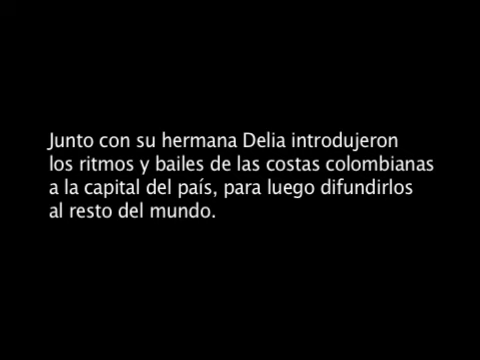 Junto con su hermana Delia introdujeron
los ritmos y bailes de las costas colombianas
a la capital del país, para luego difundirlos
al resto del mundo.